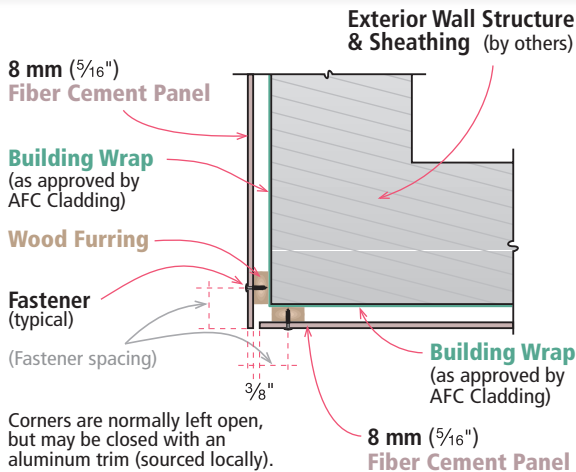 Exterior Wall Structure
& Sheathing (by others)
8 mm (5⁄16")
Fiber Cement Panel
Building Wrap
(as approved by
AFC Cladding)
Wood Furring
Fastener
(typical)
(Fastener spacing)
3⁄8"
Building Wrap
(as approved by
AFC Cladding)
Corners are normally left open,
but may be closed with an
aluminum trim (sourced locally).
8 mm (5⁄16")
Fiber Cement Panel